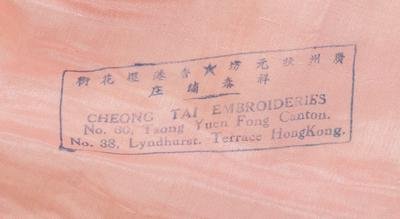 廣州狀元坊★香港擺花街
祥泰繡庄
CHEONG TAI EMBROIDERIES
No. 60, Tsong Yuen Fong Canton.
No. 38, Lyndhurst. Terrace HongKong.